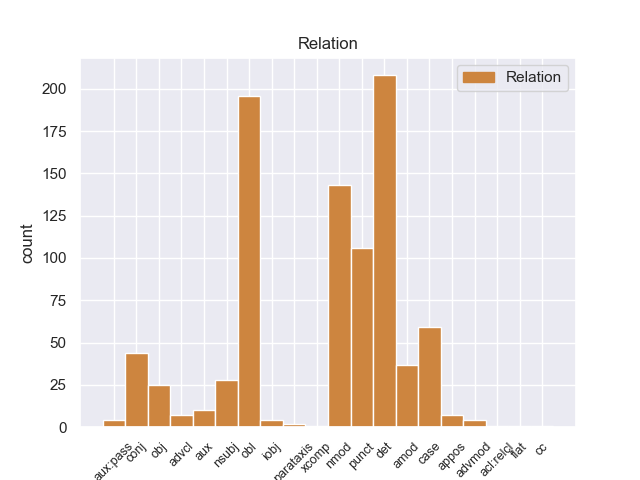 Relation
Relation
200
175
150
125
100
75
50
25
0
count
aux:pass
conj
obj
advcl
aux
nsubj
obl
iobj
parataxis
xcomp
nmod
punct
det
amod
case
appos
advmod
acl:relcl
flat
cc